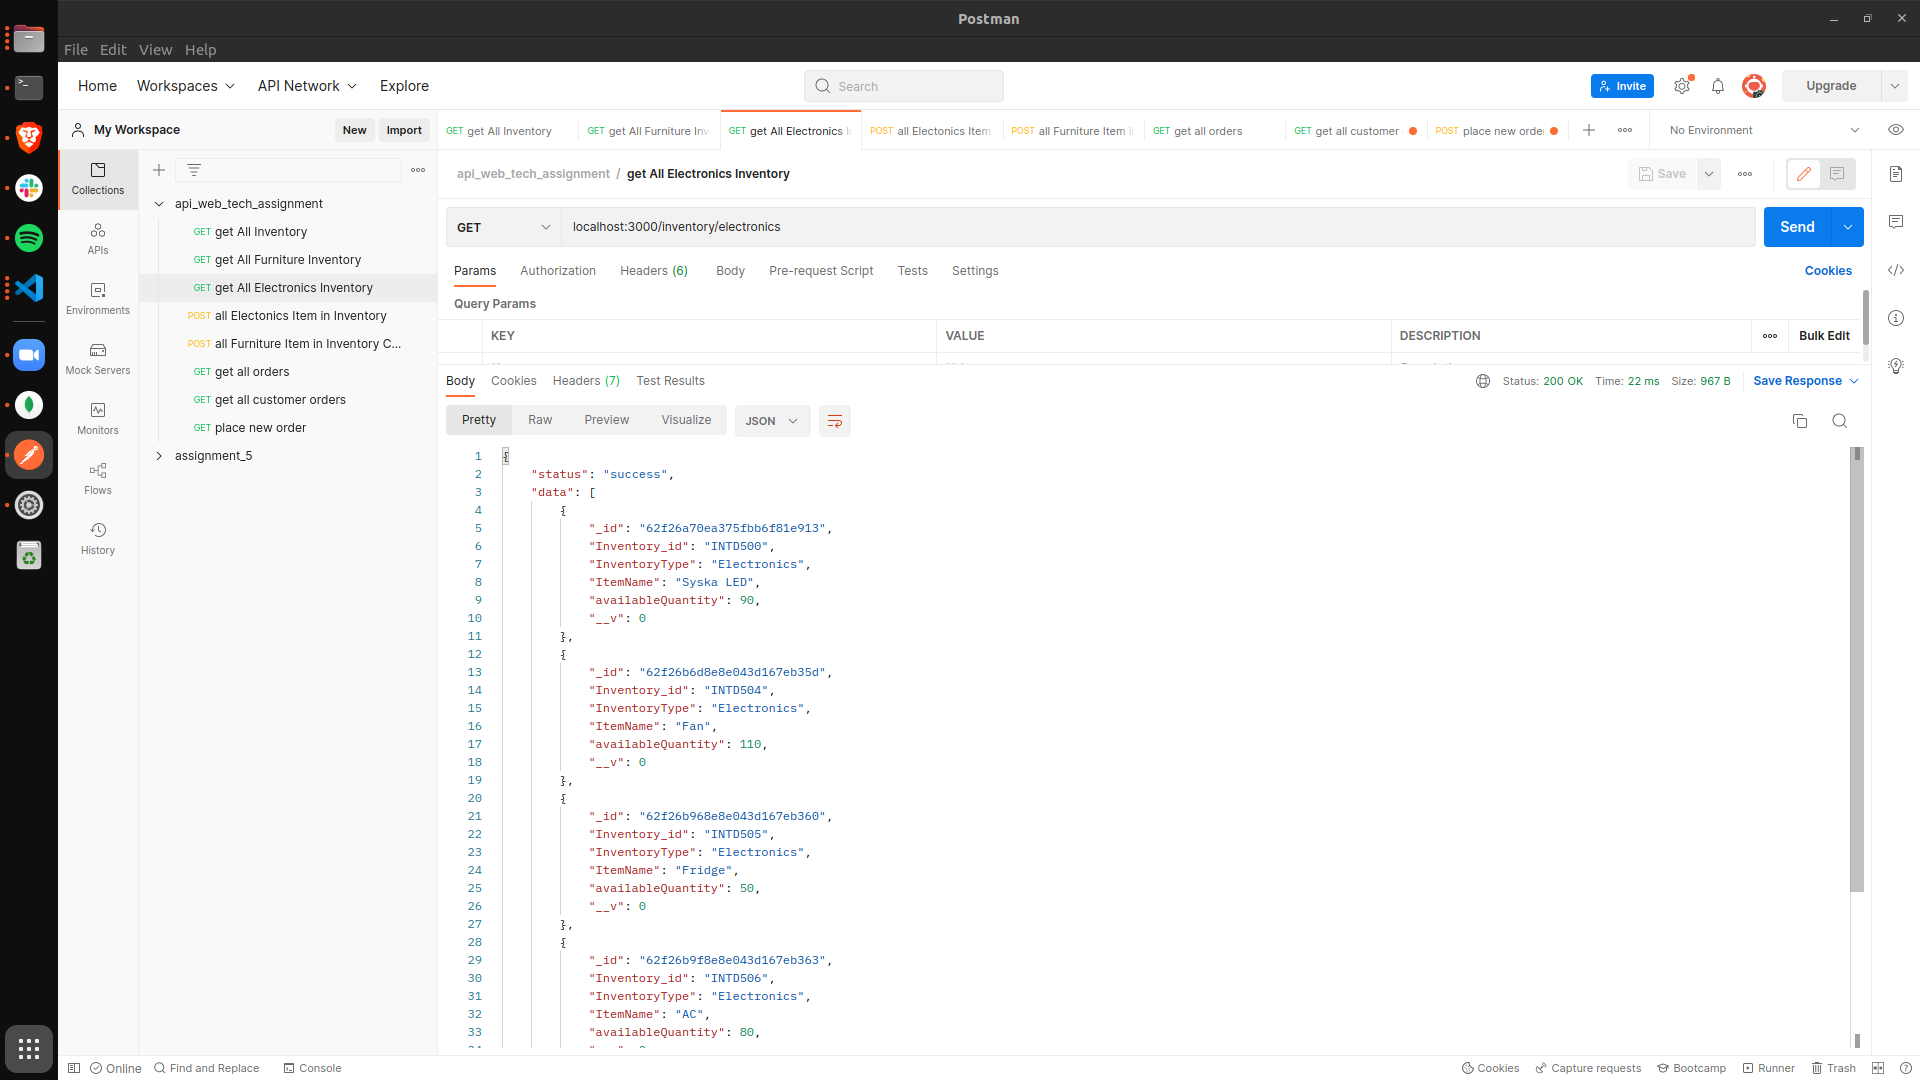 Postman
File Edit View Help
Home Workspaces API Network Explore Search Invite Upgrade
My Workspace New Import
GET get All Inventory GET get All Furniture Inv GET get All Electronics I POST all Electonics Item POST all Furniture Item i GET get all orders GET get all customer POST place new orde No Environment
Collections
APIs
Environments
Mock Servers
Monitors
Flows
History
api_web_tech_assignment
GET get All Inventory
GET get All Furniture Inventory
GET get All Electronics Inventory
POST all Electonics Item in Inventory
POST all Furniture Item in Inventory C...
GET get all orders
GET get all customer orders
GET place new order
assignment_5
api_web_tech_assignment / get All Electronics Inventory Save
GET localhost:3000/inventory/electronics Send
Params Authorization Headers (6) Body Pre-request Script Tests Settings Cookies
Query Params
KEY VALUE DESCRIPTION Bulk Edit
Body Cookies Headers (7) Test Results Status: 200 OK Time: 22 ms Size: 967 B Save Response
Pretty Raw Preview Visualize JSON
1 {
2 "status": "success",
3 "data": [
4 {
5 "_id": "62f26a70ea375fbb6f81e913",
6 "Inventory_id": "INTD500",
7 "InventoryType": "Electronics",
8 "ItemName": "Syska LED",
9 "availableQuantity": 90,
10 "__v": 0
11 },
12 {
13 "_id": "62f26b6d8e8e043d167eb35d",
14 "Inventory_id": "INTD504",
15 "InventoryType": "Electronics",
16 "ItemName": "Fan",
17 "availableQuantity": 110,
18 "__v": 0
19 },
20 {
21 "_id": "62f26b968e8e043d167eb360",
22 "Inventory_id": "INTD505",
23 "InventoryType": "Electronics",
24 "ItemName": "Fridge",
25 "availableQuantity": 50,
26 "__v": 0
27 },
28 {
29 "_id": "62f26b9f8e8e043d167eb363",
30 "Inventory_id": "INTD506",
31 "InventoryType": "Electronics",
32 "ItemName": "AC",
33 "availableQuantity": 80,
Online Find and Replace Console Cookies Capture requests Bootcamp Runner Trash